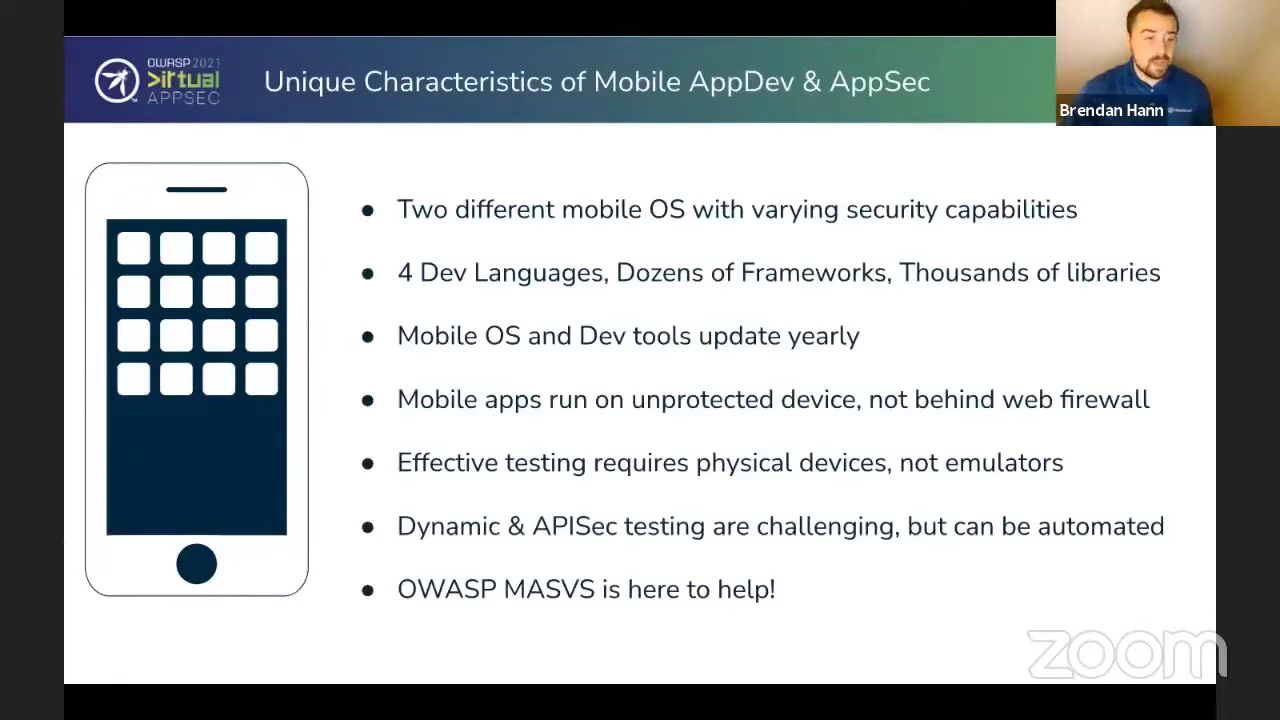 OWASP 2021
Virtual
APPSEC
Unique Characteristics of Mobile AppDev & AppSec
Brendan Hann
● Two different mobile OS with varying security capabilities
● 4 Dev Languages, Dozens of Frameworks, Thousands of libraries
● Mobile OS and Dev tools update yearly
● Mobile apps run on unprotected device, not behind web firewall
● Effective testing requires physical devices, not emulators
● Dynamic & APISec testing are challenging, but can be automated
● OWASP MASVS is here to help!
zoom